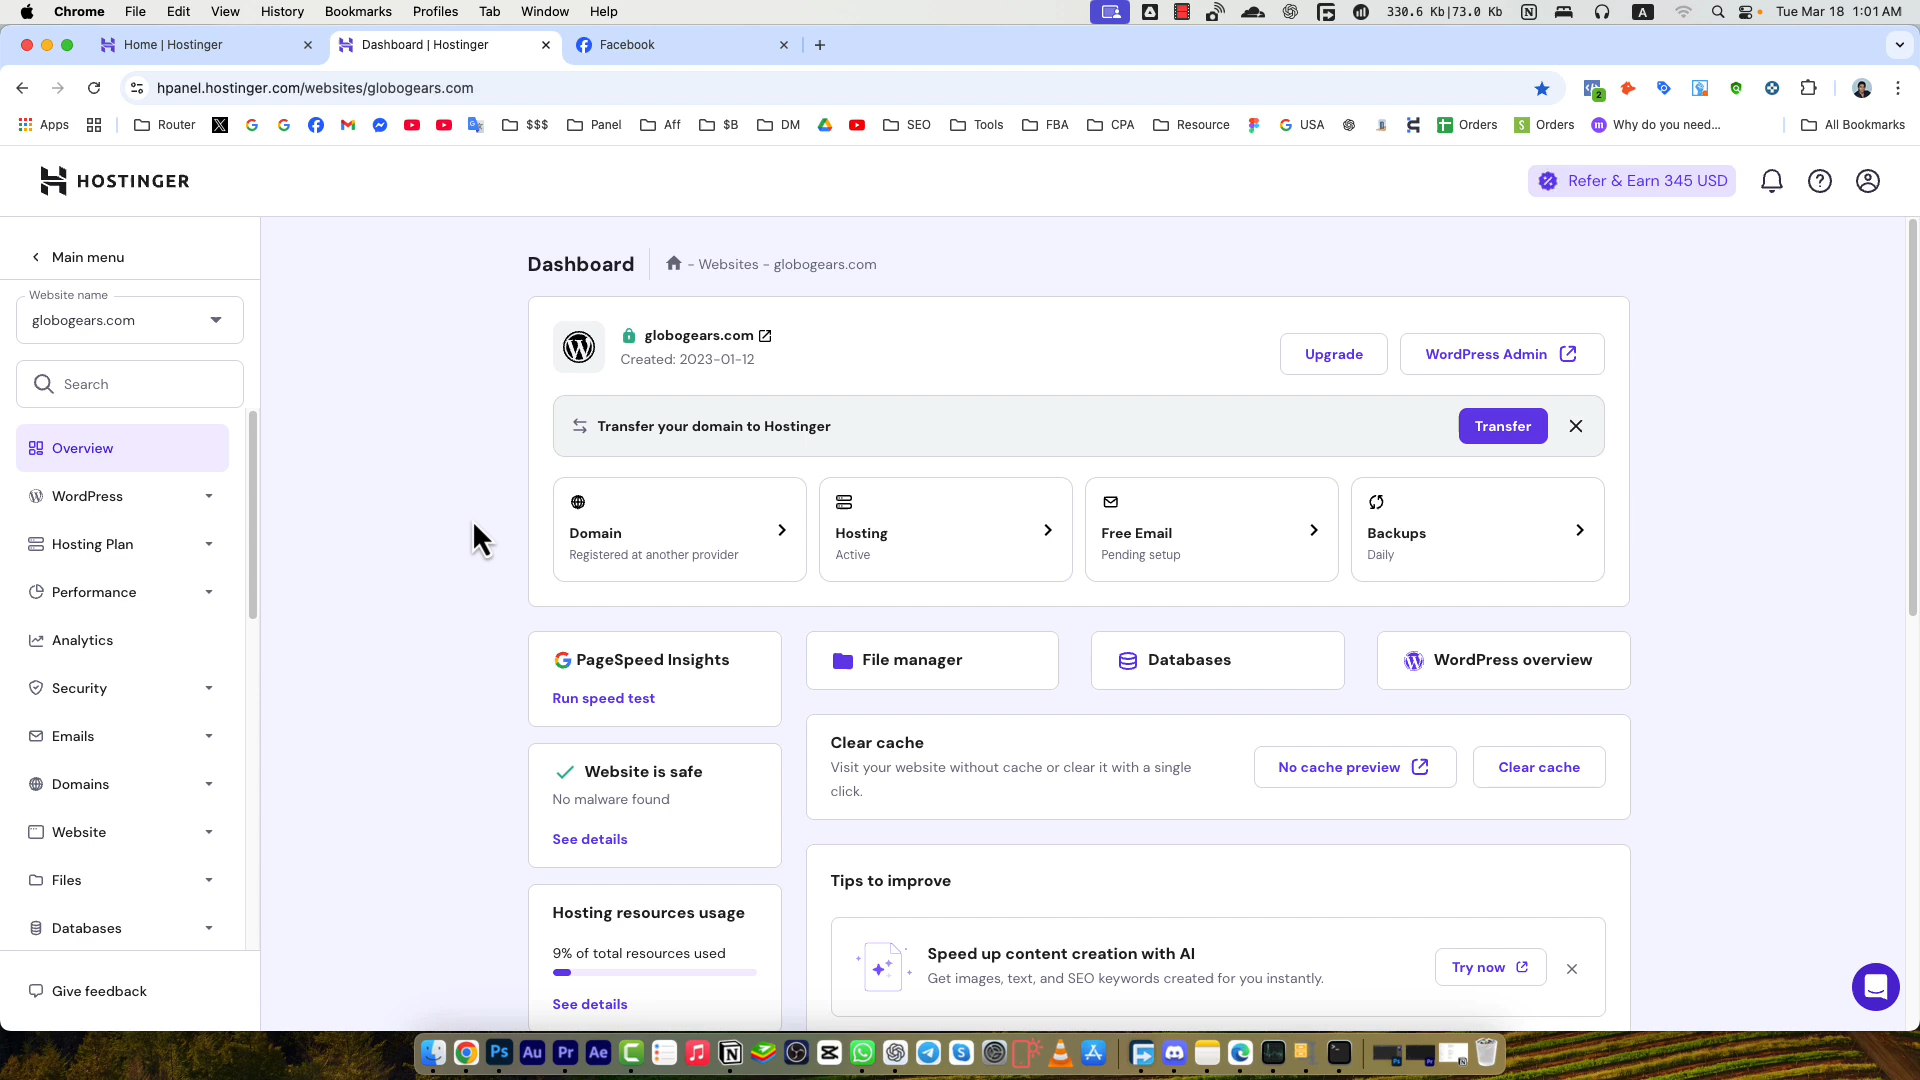 Chrome File Edit View History Bookmarks Profiles Tab Window Help 330.6 Kb|73.0 Kb A Tue Mar 18 1:01 AM
Home | Hostinger Dashboard | Hostinger Facebook
hpanel.hostinger.com/websites/globogears.com 2
Apps Router $$$ Panel Aff $B DM SEO Tools FBA CPA Resource USA Orders Orders Why do you need... All Bookmarks
HOSTINGER Refer & Earn 345 USD
Main menu
Website name
globogears.com
Search
Overview
WordPress
Hosting Plan
Performance
Analytics
Security
Emails
Domains
Website
Files
Databases
Give feedback
Dashboard - Websites - globogears.com
globogears.com
Created: 2023-01-12
Upgrade WordPress Admin
Transfer your domain to Hostinger Transfer
Domain
Registered at another provider
Hosting
Active
Free Email
Pending setup
Backups
Daily
PageSpeed Insights
Run speed test
File manager
Databases
WordPress overview
Website is safe
No malware found
See details
Clear cache
Visit your website without cache or clear it with a single
click.
No cache preview Clear cache
Hosting resources usage
9% of total resources used
See details
Tips to improve
Speed up content creation with AI
Get images, text, and SEO keywords created for you instantly.
Try now
Ps Au Pr Ae